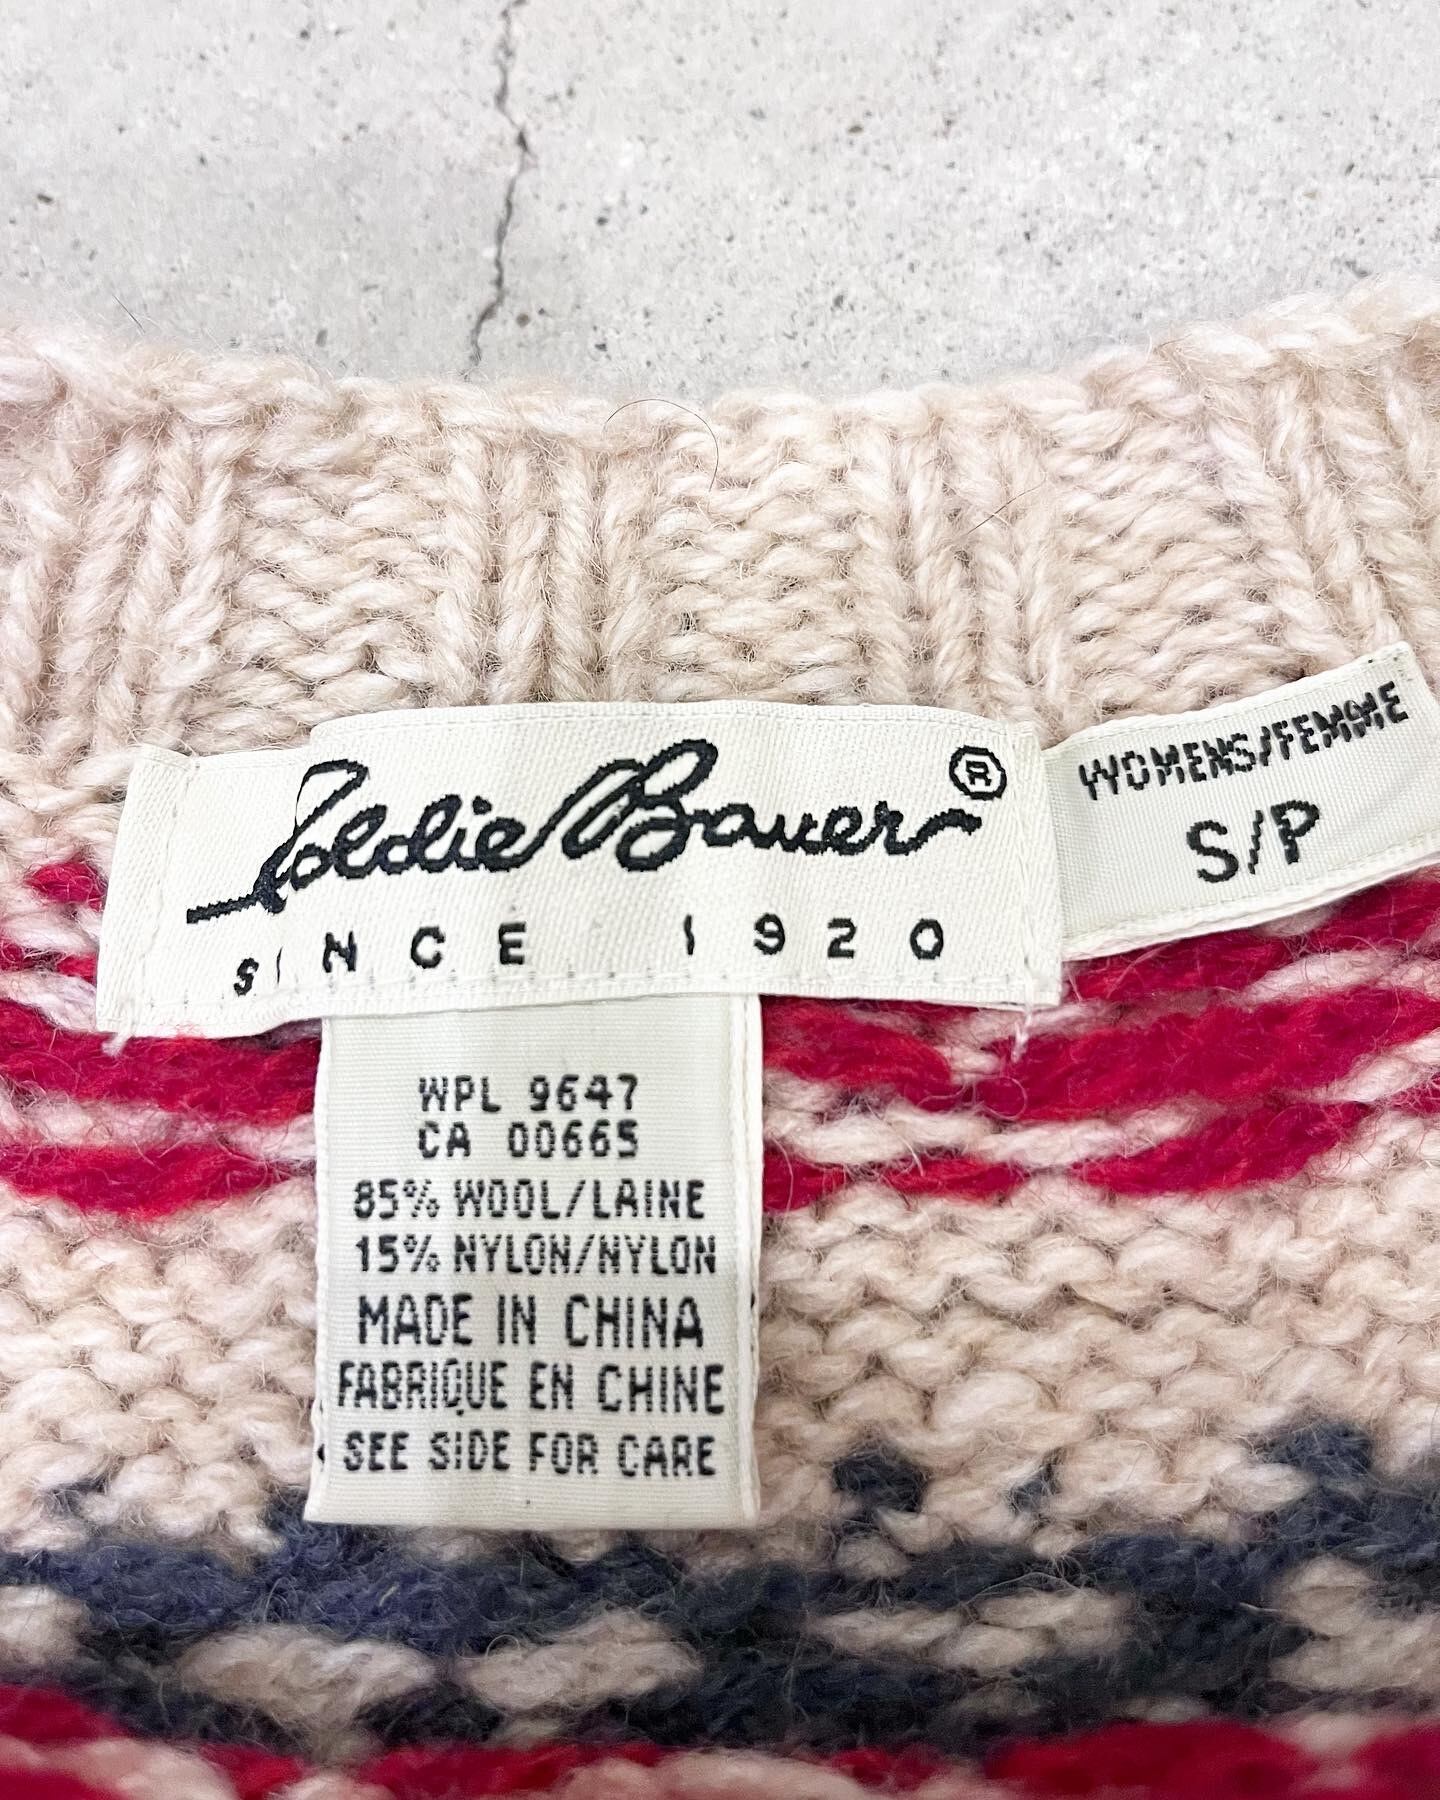 Eddie Bauer ®
SINCE 1920
WOMENS/FEMME
S/P
WPL 9647
CA 00665
85% WOOL/LAINE
15% NYLON/NYLON
MADE IN CHINA
FABRIQUE EN CHINE
SEE SIDE FOR CARE